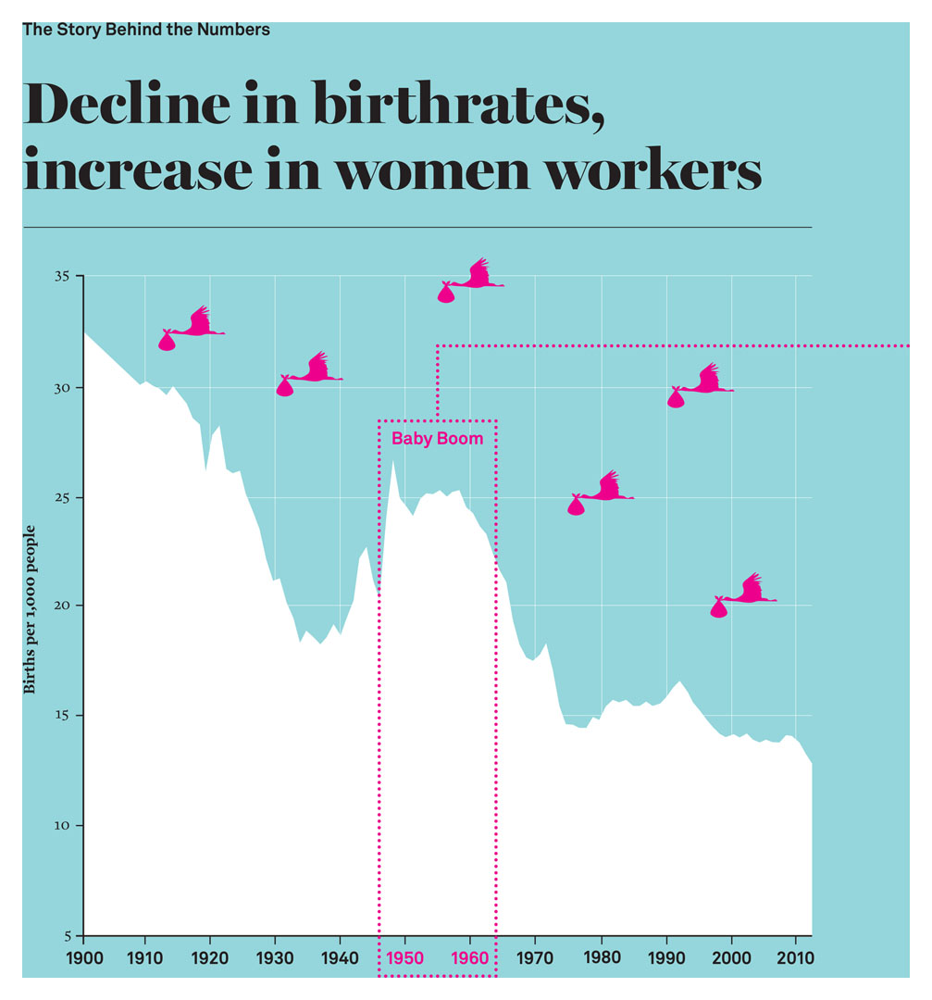 The Story Behind the Numbers
Decline in birthrates,
increase in women workers
Births per 1,000 people
35
30
25
20
15
10
5
Baby Boom
1900 1910 1920 1930 1940 1950 1960 1970 1980 1990 2000 2010